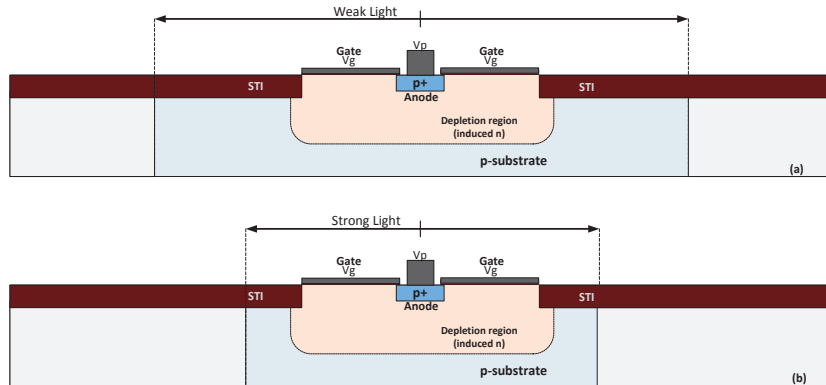 Weak Light
Vp
Gate
Vg
Gate
Vg
STI
p+
STI
Anode
Depletion region
(induced n)
p-substrate
(a)
Strong Light
Vp
Gate
Vg
Gate
Vg
STI
p+
STI
Anode
Depletion region
(induced n)
p-substrate
(b)